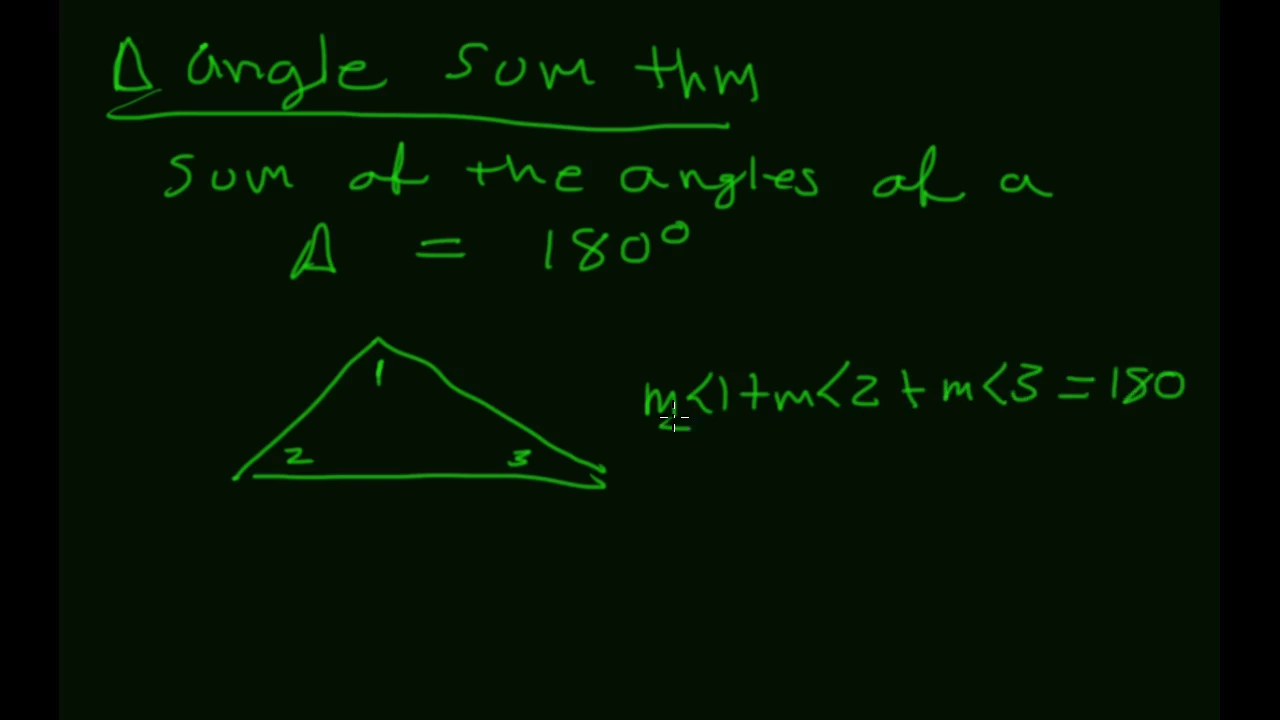 Δ angle sum thm
sum of the angles of a
Δ = 180°
1
m<1+m<2+m<3=180
2 3